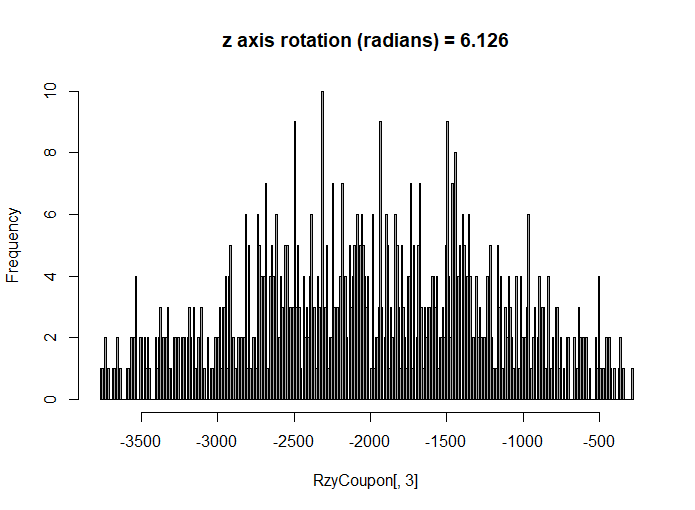 z axis rotation (radians) = 6.126
Frequency
10
8
6
4
2
0
-3500 -3000 -2500 -2000 -1500 -1000 -500
RzyCoupon[, 3]